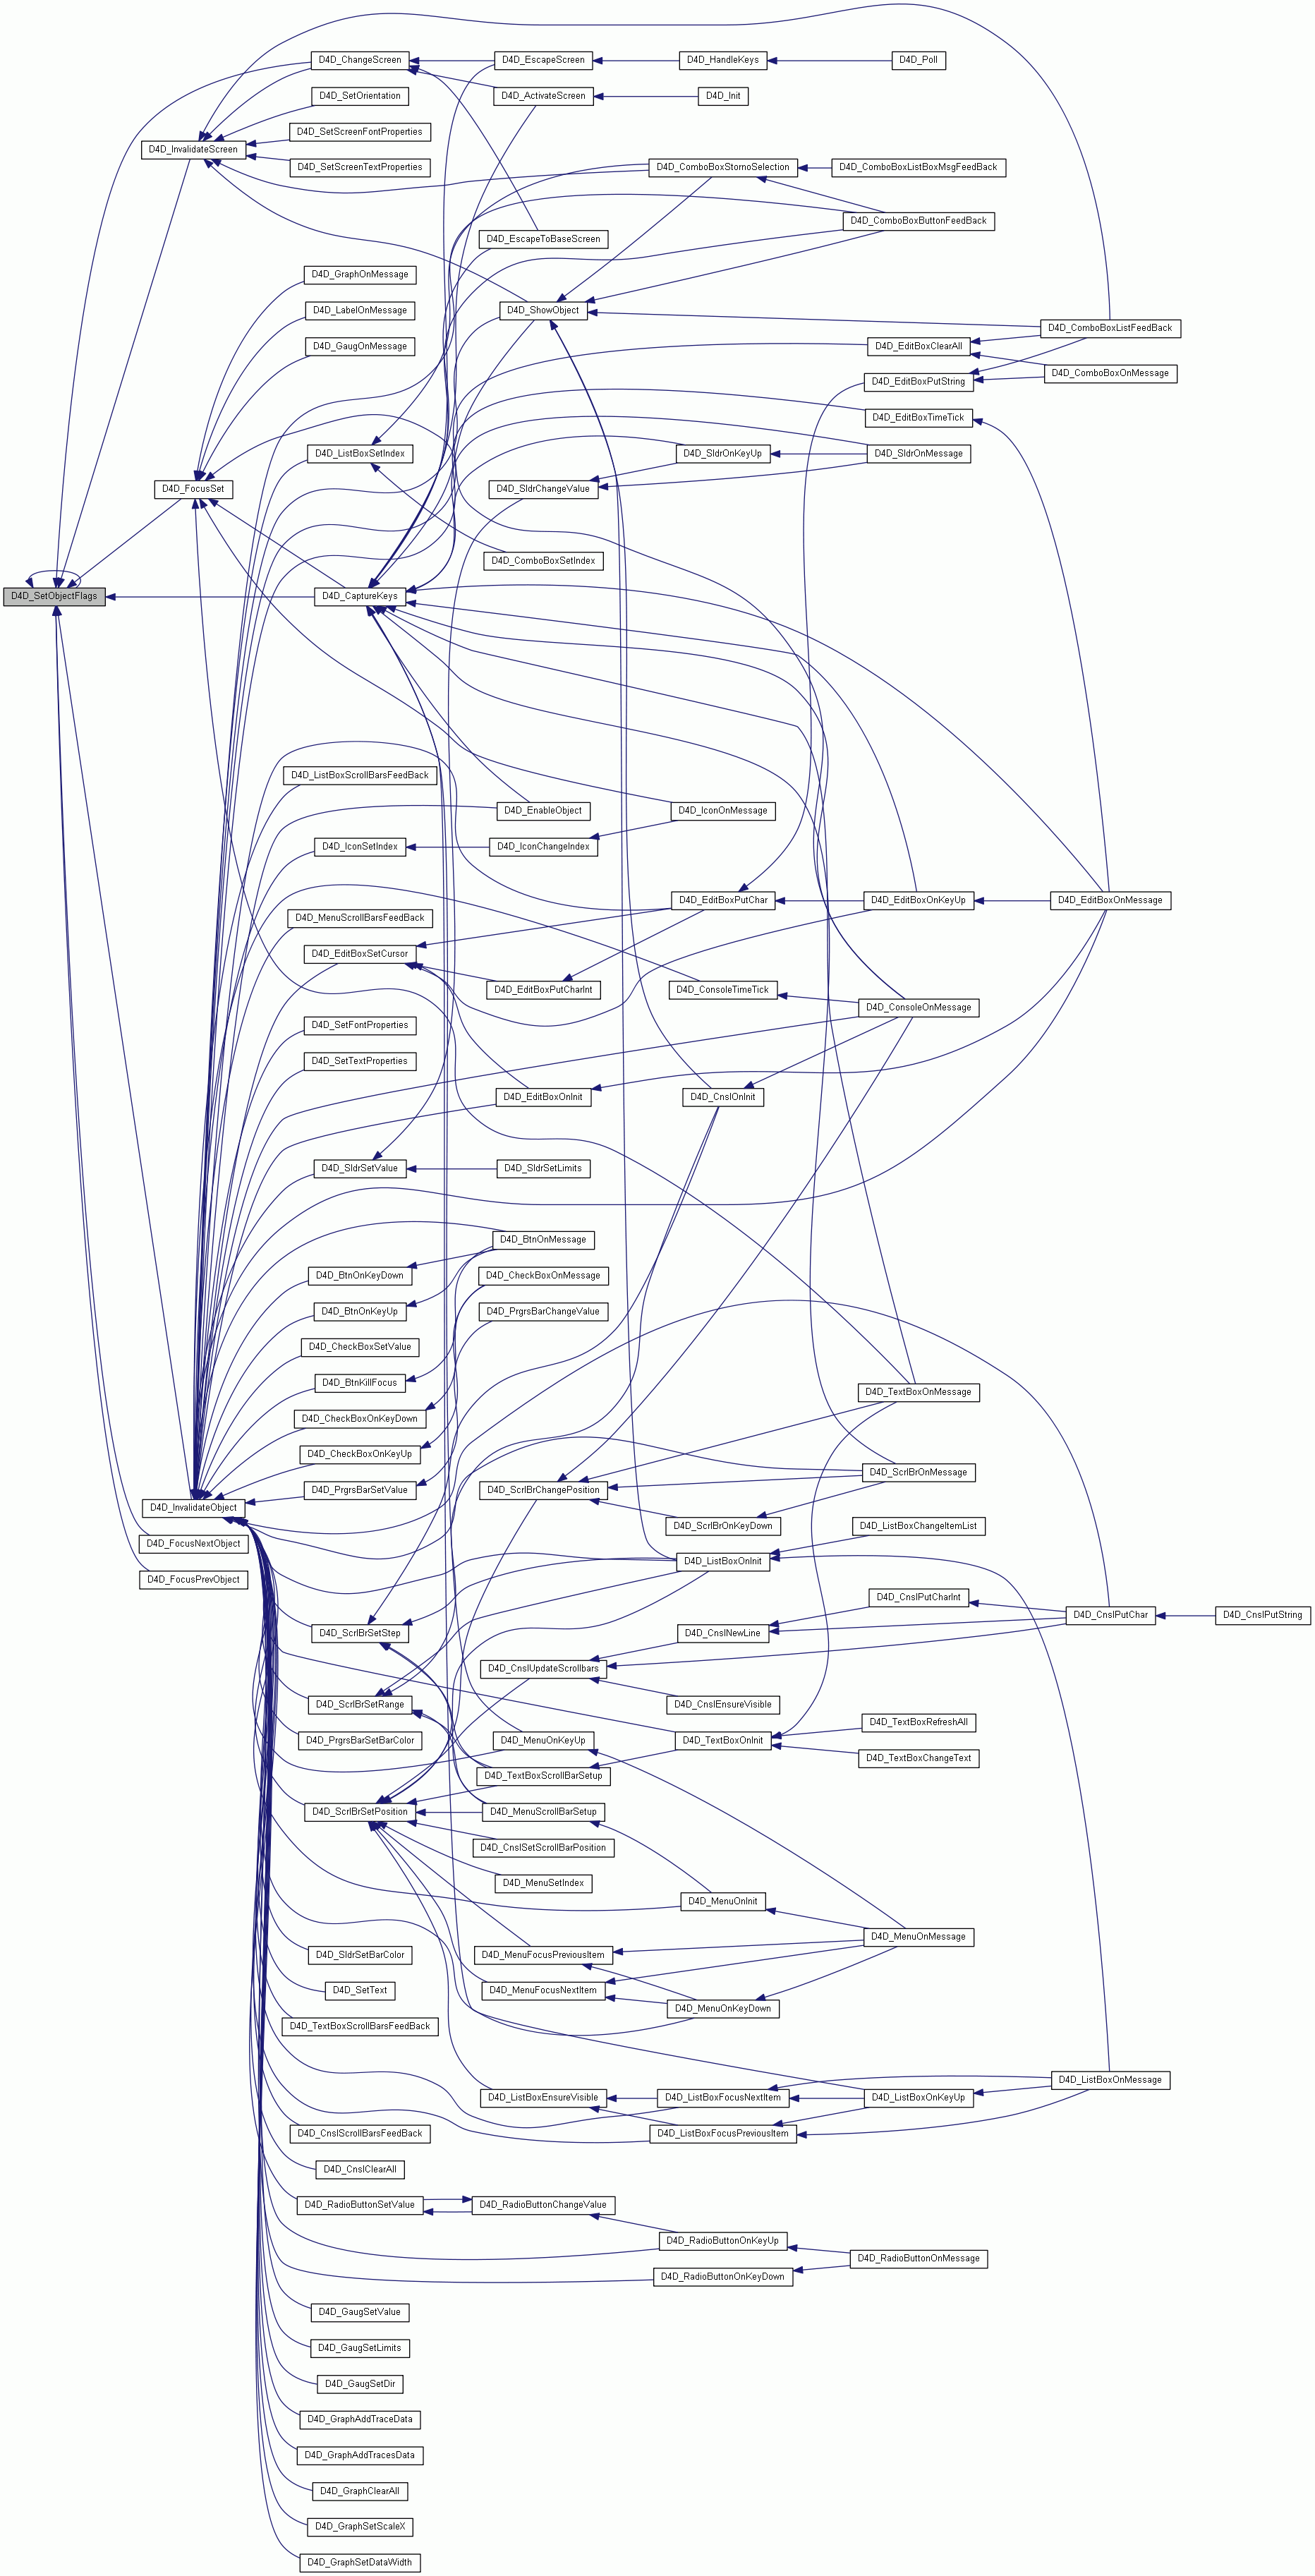 D4D_ChangeScreen
D4D_EscapeScreen
D4D_HandleKeys
D4D_Poll
D4D_SetOrientation
D4D_ActivateScreen
D4D_Init
D4D_SetScreenFontProperties
D4D_InvalidateScreen
D4D_SetScreenTextProperties
D4D_ComboBoxStornoSelection
D4D_ComboBoxListBoxMsgFeedBack
D4D_ComboBoxButtonFeedBack
D4D_EscapeToBaseScreen
D4D_GraphOnMessage
D4D_LabelOnMessage
D4D_ShowObject
D4D_ComboBoxListFeedBack
D4D_GaugOnMessage
D4D_EditBoxClearAll
D4D_ComboBoxOnMessage
D4D_EditBoxPutString
D4D_EditBoxTimeTick
D4D_ListBoxSetIndex
D4D_SldrOnKeyUp
D4D_SldrOnMessage
D4D_FocusSet
D4D_SldrChangeValue
D4D_ComboBoxSetIndex
D4D_SetObjectFlags
D4D_CaptureKeys
D4D_ListBoxScrollBarsFeedBack
D4D_EnableObject
D4D_IconOnMessage
D4D_IconSetIndex
D4D_IconChangeIndex
D4D_EditBoxPutChar
D4D_EditBoxOnKeyUp
D4D_EditBoxOnMessage
D4D_MenuScrollBarsFeedBack
D4D_EditBoxSetCursor
D4D_EditBoxPutCharInt
D4D_ConsoleTimeTick
D4D_ConsoleOnMessage
D4D_SetFontProperties
D4D_SetTextProperties
D4D_EditBoxOnInit
D4D_CnslOnInit
D4D_SldrSetValue
D4D_SldrSetLimits
D4D_BtnOnMessage
D4D_BtnOnKeyDown
D4D_CheckBoxOnMessage
D4D_BtnOnKeyUp
D4D_PrgrsBarChangeValue
D4D_CheckBoxSetValue
D4D_BtnKillFocus
D4D_TextBoxOnMessage
D4D_CheckBoxOnKeyDown
D4D_CheckBoxOnKeyUp
D4D_ScrlBrOnMessage
D4D_PrgrsBarSetValue
D4D_ScrlBrChangePosition
D4D_InvalidateObject
D4D_ScrlBrOnKeyDown
D4D_ListBoxChangeItemList
D4D_FocusNextObject
D4D_ListBoxOnInit
D4D_FocusPrevObject
D4D_CnslPutCharInt
D4D_CnslPutChar
D4D_CnslPutString
D4D_ScrlBrSetStep
D4D_CnslNewLine
D4D_CnslUpdateScrollbars
D4D_ScrlBrSetRange
D4D_CnslEnsureVisible
D4D_TextBoxRefreshAll
D4D_PrgrsBarSetBarColor
D4D_MenuOnKeyUp
D4D_TextBoxOnInit
D4D_TextBoxChangeText
D4D_TextBoxScrollBarSetup
D4D_ScrlBrSetPosition
D4D_MenuScrollBarSetup
D4D_CnslSetScrollBarPosition
D4D_MenuSetIndex
D4D_MenuOnInit
D4D_MenuOnMessage
D4D_SldrSetBarColor
D4D_MenuFocusPreviousItem
D4D_SetText
D4D_MenuFocusNextItem
D4D_MenuOnKeyDown
D4D_TextBoxScrollBarsFeedBack
D4D_ListBoxOnMessage
D4D_ListBoxEnsureVisible
D4D_ListBoxFocusNextItem
D4D_ListBoxOnKeyUp
D4D_CnslScrollBarsFeedBack
D4D_ListBoxFocusPreviousItem
D4D_CnslClearAll
D4D_RadioButtonSetValue
D4D_RadioButtonChangeValue
D4D_RadioButtonOnKeyUp
D4D_RadioButtonOnMessage
D4D_RadioButtonOnKeyDown
D4D_GaugSetValue
D4D_GaugSetLimits
D4D_GaugSetDir
D4D_GraphAddTraceData
D4D_GraphAddTracesData
D4D_GraphClearAll
D4D_GraphSetScaleX
D4D_GraphSetDataWidth